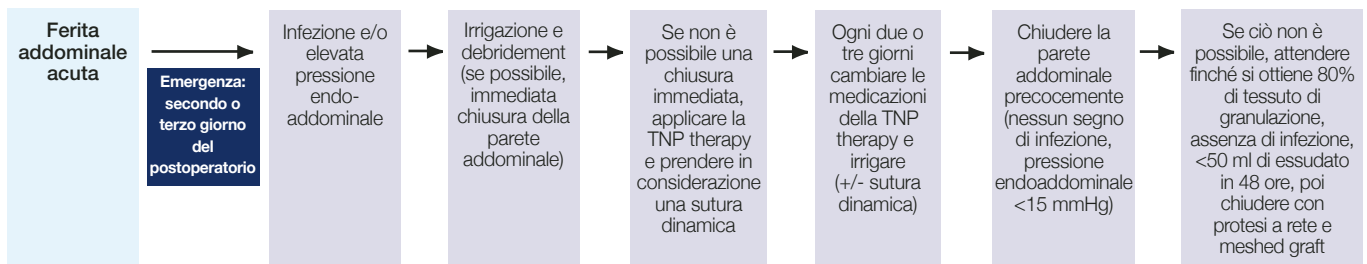 Ferita
addominale
acuta
Emergenza:
secondo o
terzo giorno
del
postoperatorio
Infezione e/o
elevata
pressione
endo-
addominale
Irrigazione e
debridement
(se possibile,
immediata
chiusura della
parete
addominale)
Se non è
possibile una
chiusura
immediata,
applicare la
TNP therapy
e prendere in
considerazione
una sutura
dinamica
Ogni due o
tre giorni
cambiare le
medicazioni
della TNP
therapy e
irrigare
(+/- sutura
dinamica)
Chiudere la
parete
addominale
precocemente
(nessun segno
di infezione,
pressione
endoaddominale
<15 mmHg)
Se ciò non è
possibile, attendere
finché si ottiene 80%
di tessuto di
granulazione,
assenza di infezione,
<50 ml di essudato
in 48 ore, poi
chiudere con
protesi a rete e
meshed graft